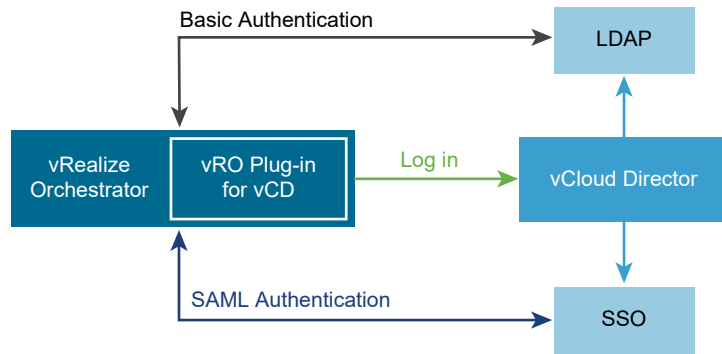 Basic Authentication
LDAP
vRealize
Orchestrator
vRO Plug-in
for vCD
Log in
vCloud Director
SAML Authentication
SSO